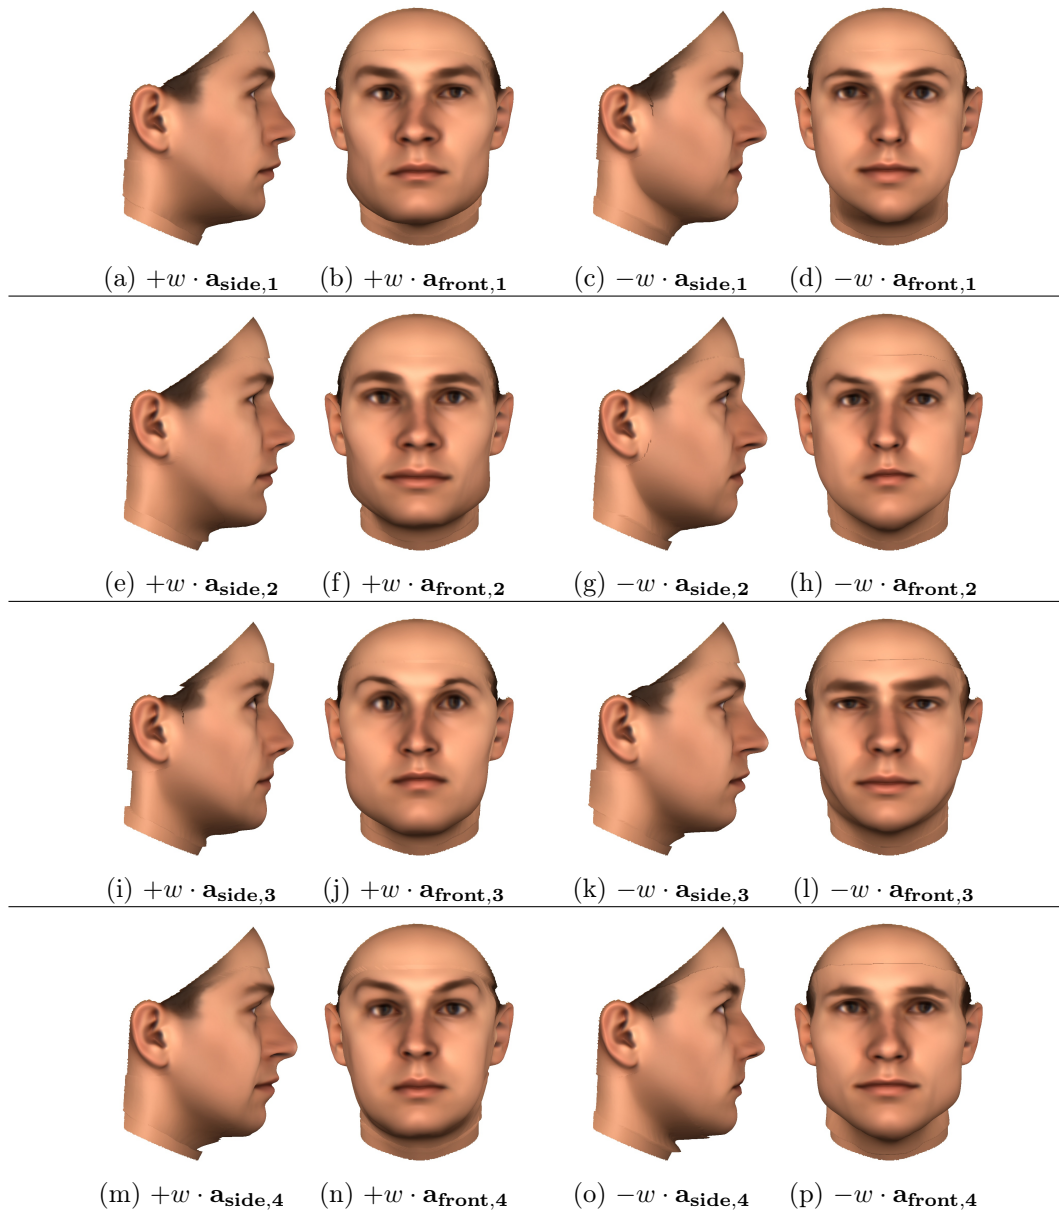 (a) +w · a_side,1 (b) +w · a_front,1 (c) −w · a_side,1 (d) −w · a_front,1
(e) +w · a_side,2 (f) +w · a_front,2 (g) −w · a_side,2 (h) −w · a_front,2
(i) +w · a_side,3 (j) +w · a_front,3 (k) −w · a_side,3 (l) −w · a_front,3
(m) +w · a_side,4 (n) +w · a_front,4 (o) −w · a_side,4 (p) −w · a_front,4